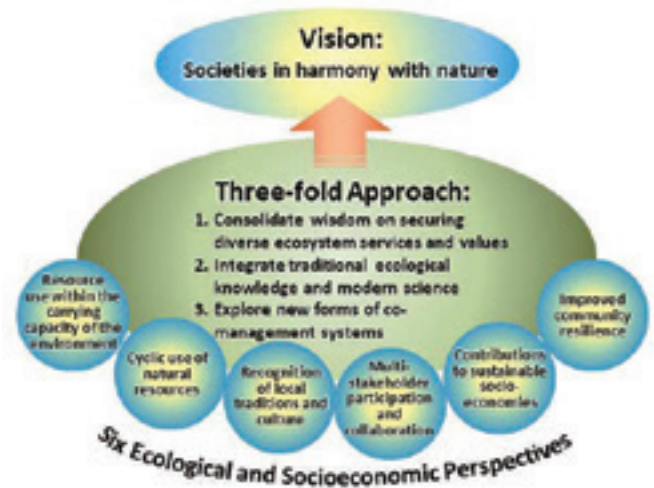 Vision:
Societies in harmony with nature
Three-fold Approach:
1. Consolidate wisdom on securing
diverse ecosystem services and values
2. Integrate traditional ecological
knowledge and modern science
3. Explore new forms of co-
management systems
Resource
use within the
carrying
capacity of the
environment
Cyclic use of
natural
resources
Recognition
of local
traditions and
culture
Multi-
stakeholder
participation
and
collaboration
Contributions
to sustainable
socio-
economies
Improved
community
resilience
Six Ecological and Socioeconomic Perspectives